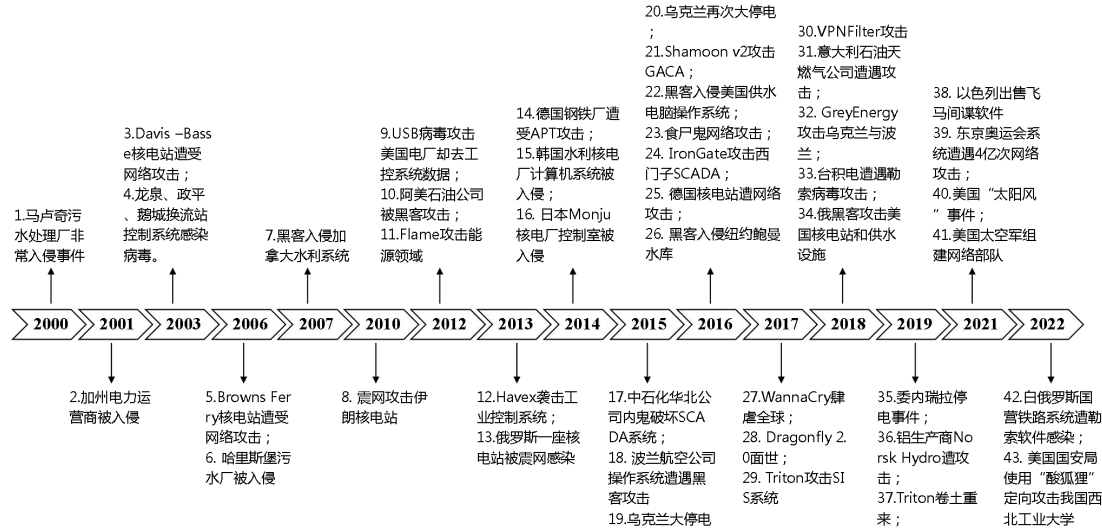 1.马卢奇污
水处理厂非
常入侵事件
3.Davis –Bass
e核电站遭受
网络攻击；
4.龙泉、政平
、鹅城换流站
控制系统感染
病毒。
7.黑客入侵加
拿大水利系统
9.USB病毒攻击
美国电厂却去工
控系统数据；
10.阿美石油公司
被黑客攻击；
11.Flame攻击能
源领域
14.德国钢铁厂遭
受APT攻击；
15.韩国水利核电
厂计算机系统被
入侵；
16. 日本Monju
核电厂控制室被
入侵
20.乌克兰再次大停电
；
21.Shamoon v2攻击
GACA；
22.黑客入侵美国供水
电脑操作系统；
23.食尸鬼网络攻击；
24. IronGate攻击西
门子SCADA；
25. 德国核电站遭网络
攻击；
26. 黑客入侵纽约鲍曼
水库
30.VPNFilter攻击
31.意大利石油天
燃气公司遭遇攻
击；
32. GreyEnergy
攻击乌克兰与波
兰；
33.台积电遭遇勒
索病毒攻击；
34.俄黑客攻击美
国核电站和供水
设施
38. 以色列出售飞
马间谍软件
39. 东京奥运会系
统遭遇4亿次网络
攻击；
40.美国“太阳风
”事件；
41.美国太空军组
建网络部队
2000
2001
2003
2006
2007
2010
2012
2013
2014
2015
2016
2017
2018
2019
2021
2022
2.加州电力运
营商被入侵
5.Browns Fer
ry核电站遭受
网络攻击；
6. 哈里斯堡污
水厂被入侵
8. 震网攻击伊
朗核电站
12.Havex袭击工
业控制系统；
13.俄罗斯一座核
电站被震网感染
17.中石化华北公
司内鬼破坏SCA
DA系统；
18. 波兰航空公司
操作系统遭遇黑
客攻击
19.乌克兰大停电
27.WannaCry肆
虐全球；
28. Dragonfly 2.
0面世；
29. Triton攻击SI
S系统
35.委内瑞拉停
电事件；
36.铝生产商No
rsk Hydro遭攻
击；
37.Triton卷土重
来；
42.白俄罗斯国
营铁路系统遭勒
索软件感染；
43. 美国国安局
使用“酸狐狸”
定向攻击我国西
北工业大学